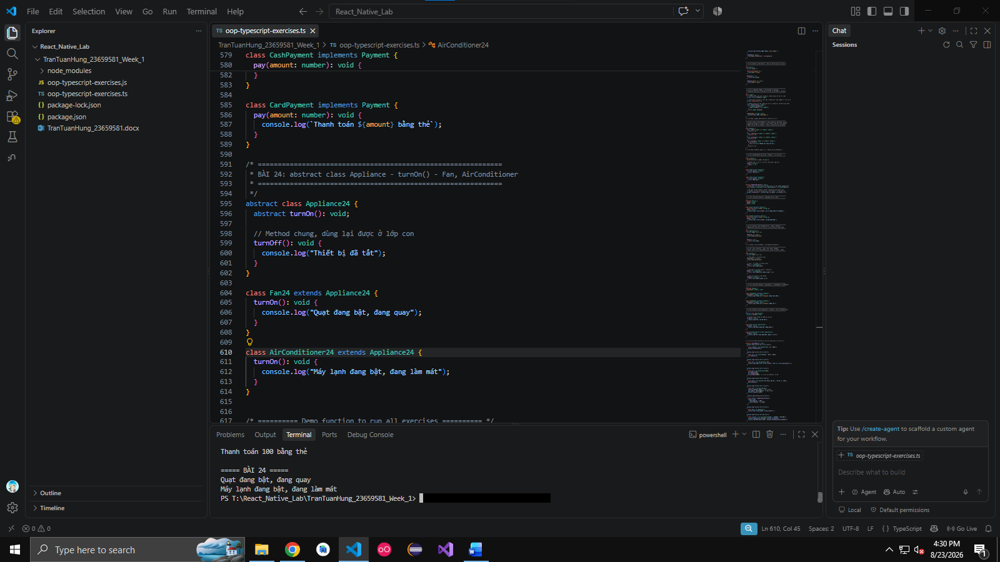 File Edit Selection View Go Run Terminal Help
React_Native_Lab
Explorer
React_Native_Lab
TranTuanHung_23659581_Week_1
node_modules
JS oop-typescript-exercises.js
TS oop-typescript-exercises.ts
{} package-lock.json
{} package.json
TranTuanHung_23659581.docx
Outline
Timeline
TS oop-typescript-exercises.ts
TranTuanHung_23659581_Week_1 > TS oop-typescript-exercises.ts > AirConditioner24
579 class CashPayment implements Payment {
580 pay(amount: number): void {
582 }
583 }
584
585 class CardPayment implements Payment {
586 pay(amount: number): void {
587 console.log(`Thanh toán ${amount} bằng thẻ`);
588 }
589 }
590
591 /* =============================================================
592 * BÀI 24: abstract class Appliance - turnOn() - Fan, AirConditioner
593 * =============================================================
594 */
595 abstract class Appliance24 {
596 abstract turnOn(): void;
597
598 // Method chung, dùng lại được ở lớp con
599 turnOff(): void {
600 console.log("Thiết bị đã tắt");
601 }
602 }
603
604 class Fan24 extends Appliance24 {
605 turnOn(): void {
606 console.log("Quạt đang bật, đang quay");
607 }
608 }
609
610 class AirConditioner24 extends Appliance24 {
611 turnOn(): void {
612 console.log("Máy lạnh đang bật, đang làm mát");
613 }
614 }
615
616
617 /* ========== Demo function to run all exercises ========== */
Problems Output Terminal Ports Debug Console
powershell
Thanh toán 100 bằng thẻ
===== BÀI 24 =====
Quạt đang bật, đang quay
Máy lạnh đang bật, đang làm mát
PS T:\React_Native_Lab\TranTuanHung_23659581_Week_1>
Chat
Sessions
Tip: Use /create-agent to scaffold a custom agent
for your workflow.
TS oop-typescript-exercises.ts
Describe what to build
Agent Auto
Local Default permissions
0 0
Ln 610, Col 45 Spaces: 2 UTF-8 LF {} TypeScript Go Live
Type here to search
4:30 PM
8/23/2026
1